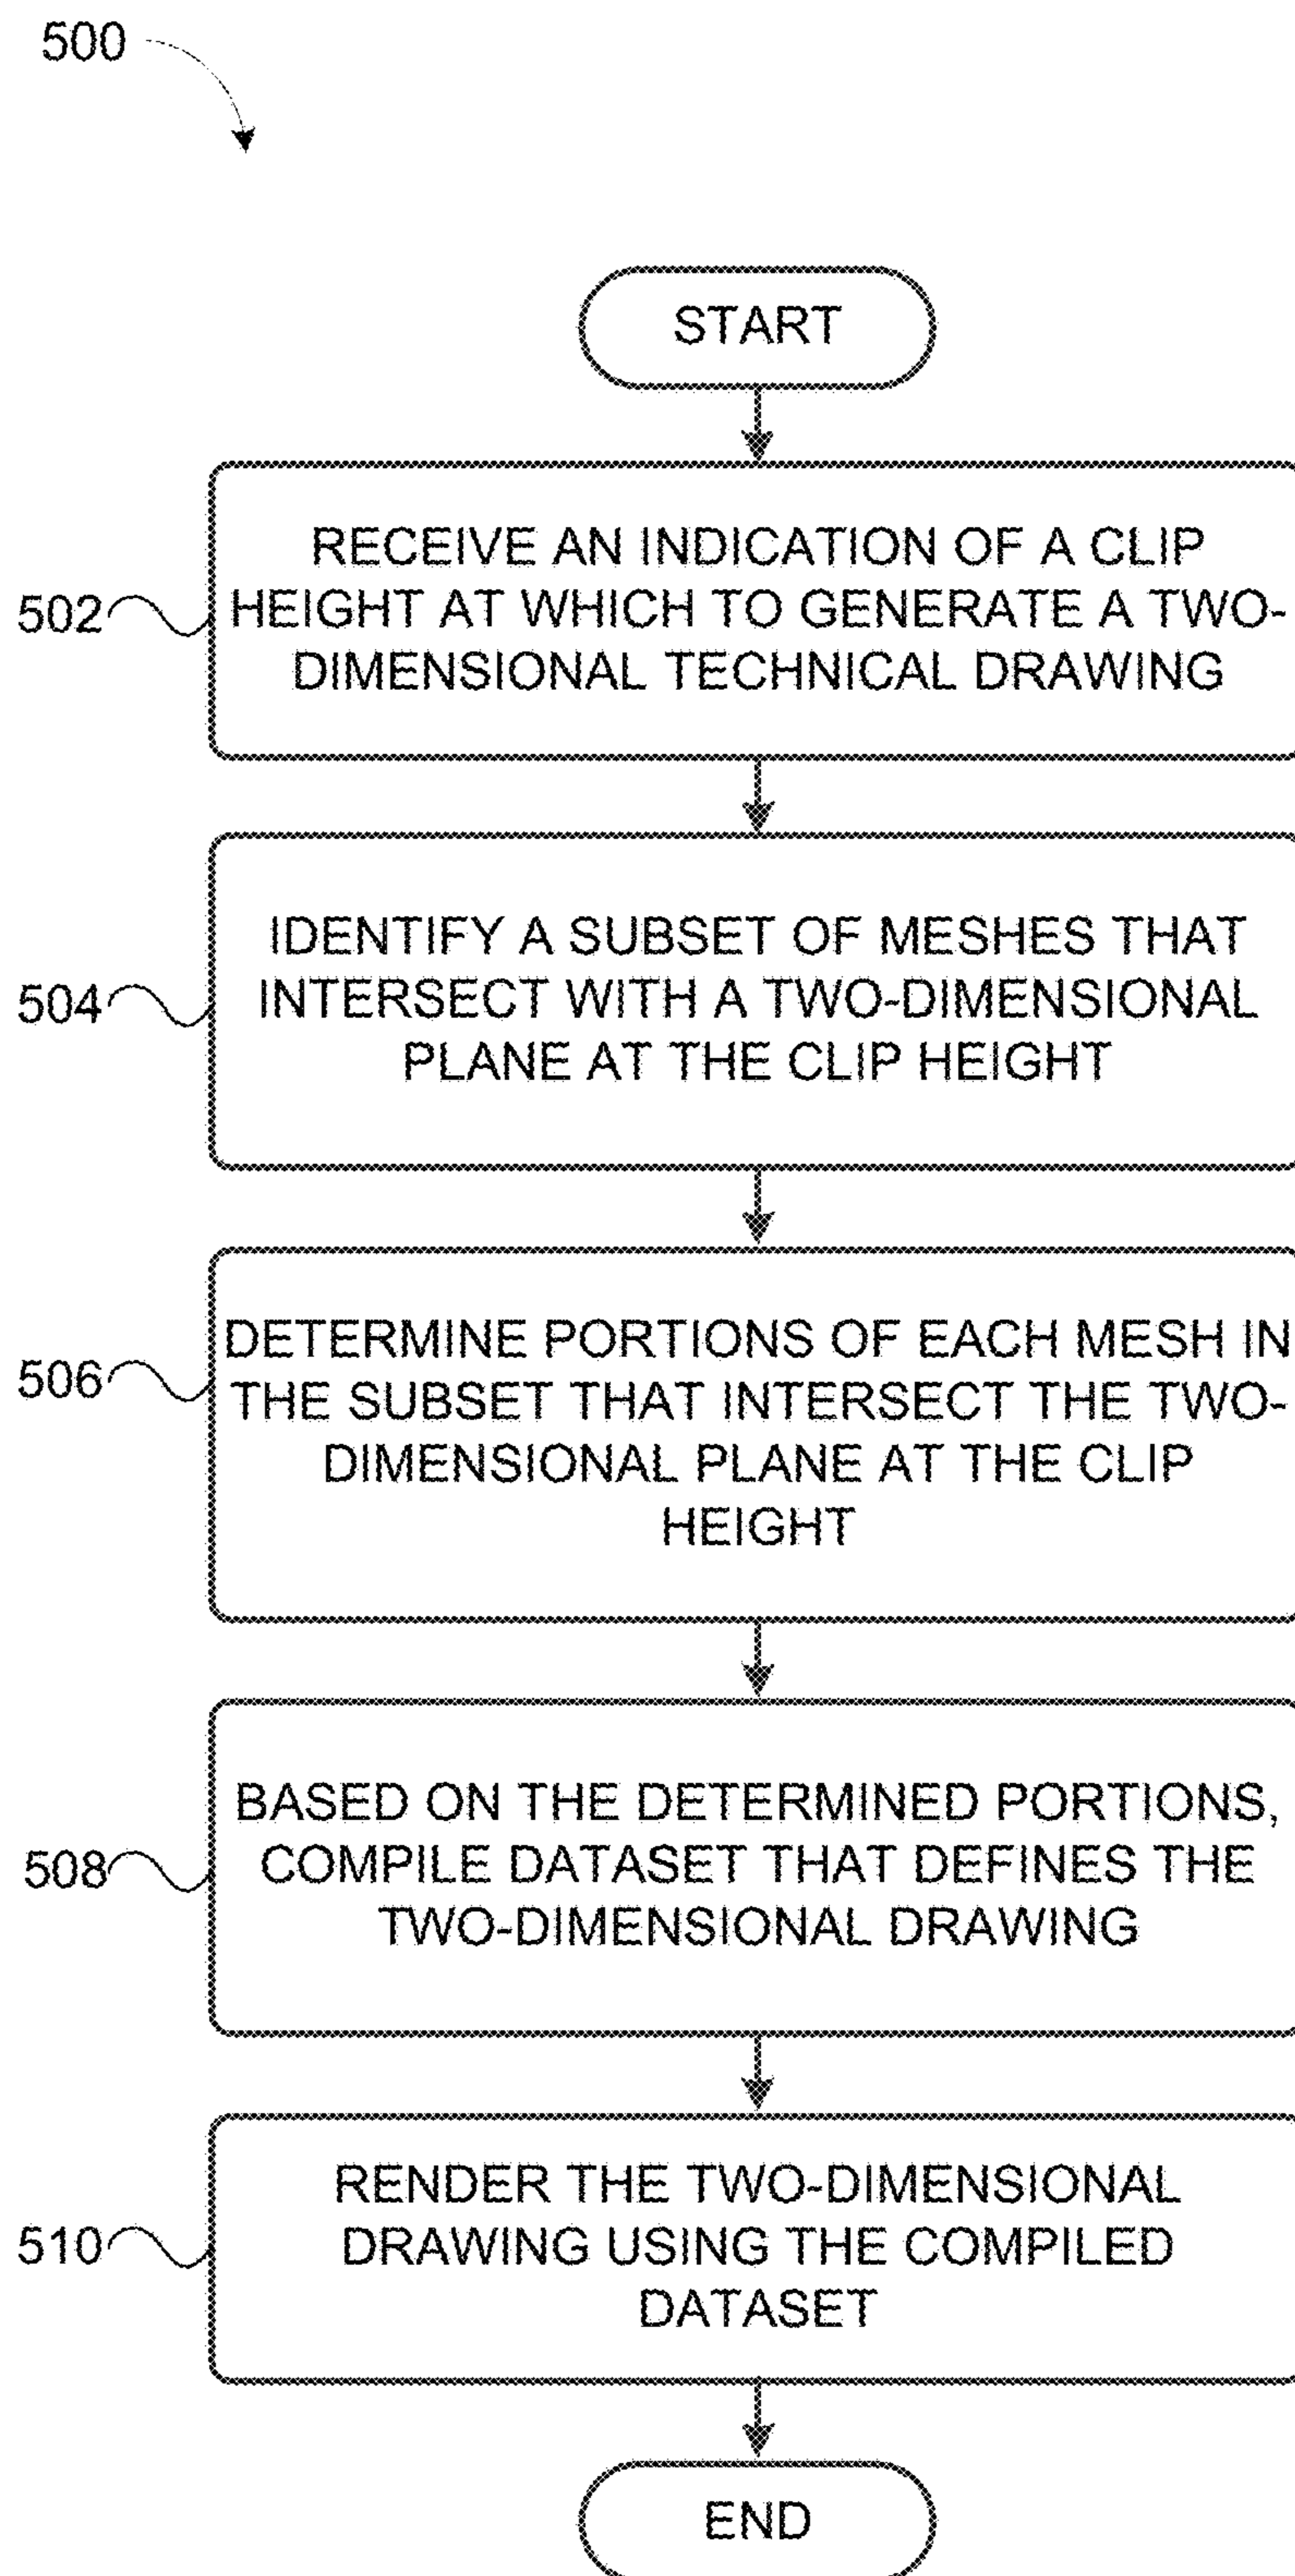 500
START
502
RECEIVE AN INDICATION OF A CLIP
HEIGHT AT WHICH TO GENERATE A TWO-
DIMENSIONAL TECHNICAL DRAWING
504
IDENTIFY A SUBSET OF MESHES THAT
INTERSECT WITH A TWO-DIMENSIONAL
PLANE AT THE CLIP HEIGHT
506
DETERMINE PORTIONS OF EACH MESH IN
THE SUBSET THAT INTERSECT THE TWO-
DIMENSIONAL PLANE AT THE CLIP
HEIGHT
508
BASED ON THE DETERMINED PORTIONS,
COMPILE DATASET THAT DEFINES THE
TWO-DIMENSIONAL DRAWING
510
RENDER THE TWO-DIMENSIONAL
DRAWING USING THE COMPILED
DATASET
END